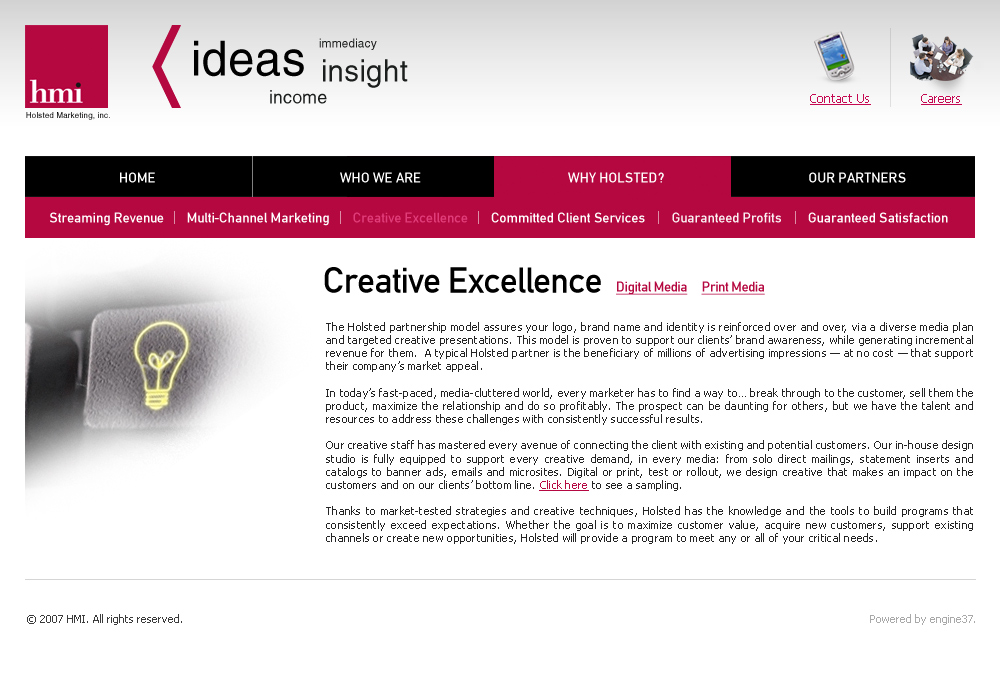 hmi
Holsted Marketing, inc.
ideas
immediacy
insight
income
Contact Us
Careers
HOME
WHO WE ARE
WHY HOLSTED?
OUR PARTNERS
Streaming Revenue
Multi-Channel Marketing
Creative Excellence
Committed Client Services
Guaranteed Profits
Guaranteed Satisfaction
Creative Excellence
Digital Media
Print Media
The Holsted partnership model assures your logo, brand name and identity is reinforced over and over, via a diverse media plan
and targeted creative presentations. This model is proven to support our clients’ brand awareness, while generating incremental
revenue for them. A typical Holsted partner is the beneficiary of millions of advertising impressions — at no cost — that support
their company’s market appeal.
In today’s fast-paced, media-cluttered world, every marketer has to find a way to... break through to the customer, sell them the
product, maximize the relationship and do so profitably. The prospect can be daunting for others, but we have the talent and
resources to address these challenges with consistently successful results.
Our creative staff has mastered every avenue of connecting the client with existing and potential customers. Our in-house design
studio is fully equipped to support every creative demand, in every media: from solo direct mailings, statement inserts and
catalogs to banner ads, emails and microsites. Digital or print, test or rollout, we design creative that makes an impact on the
customers and on our clients’ bottom line. Click here to see a sampling.
Thanks to market-tested strategies and creative techniques, Holsted has the knowledge and the tools to build programs that
consistently exceed expectations. Whether the goal is to maximize customer value, acquire new customers, support existing
channels or create new opportunities, Holsted will provide a program to meet any or all of your critical needs.
© 2007 HMI. All rights reserved.
Powered by engine37.